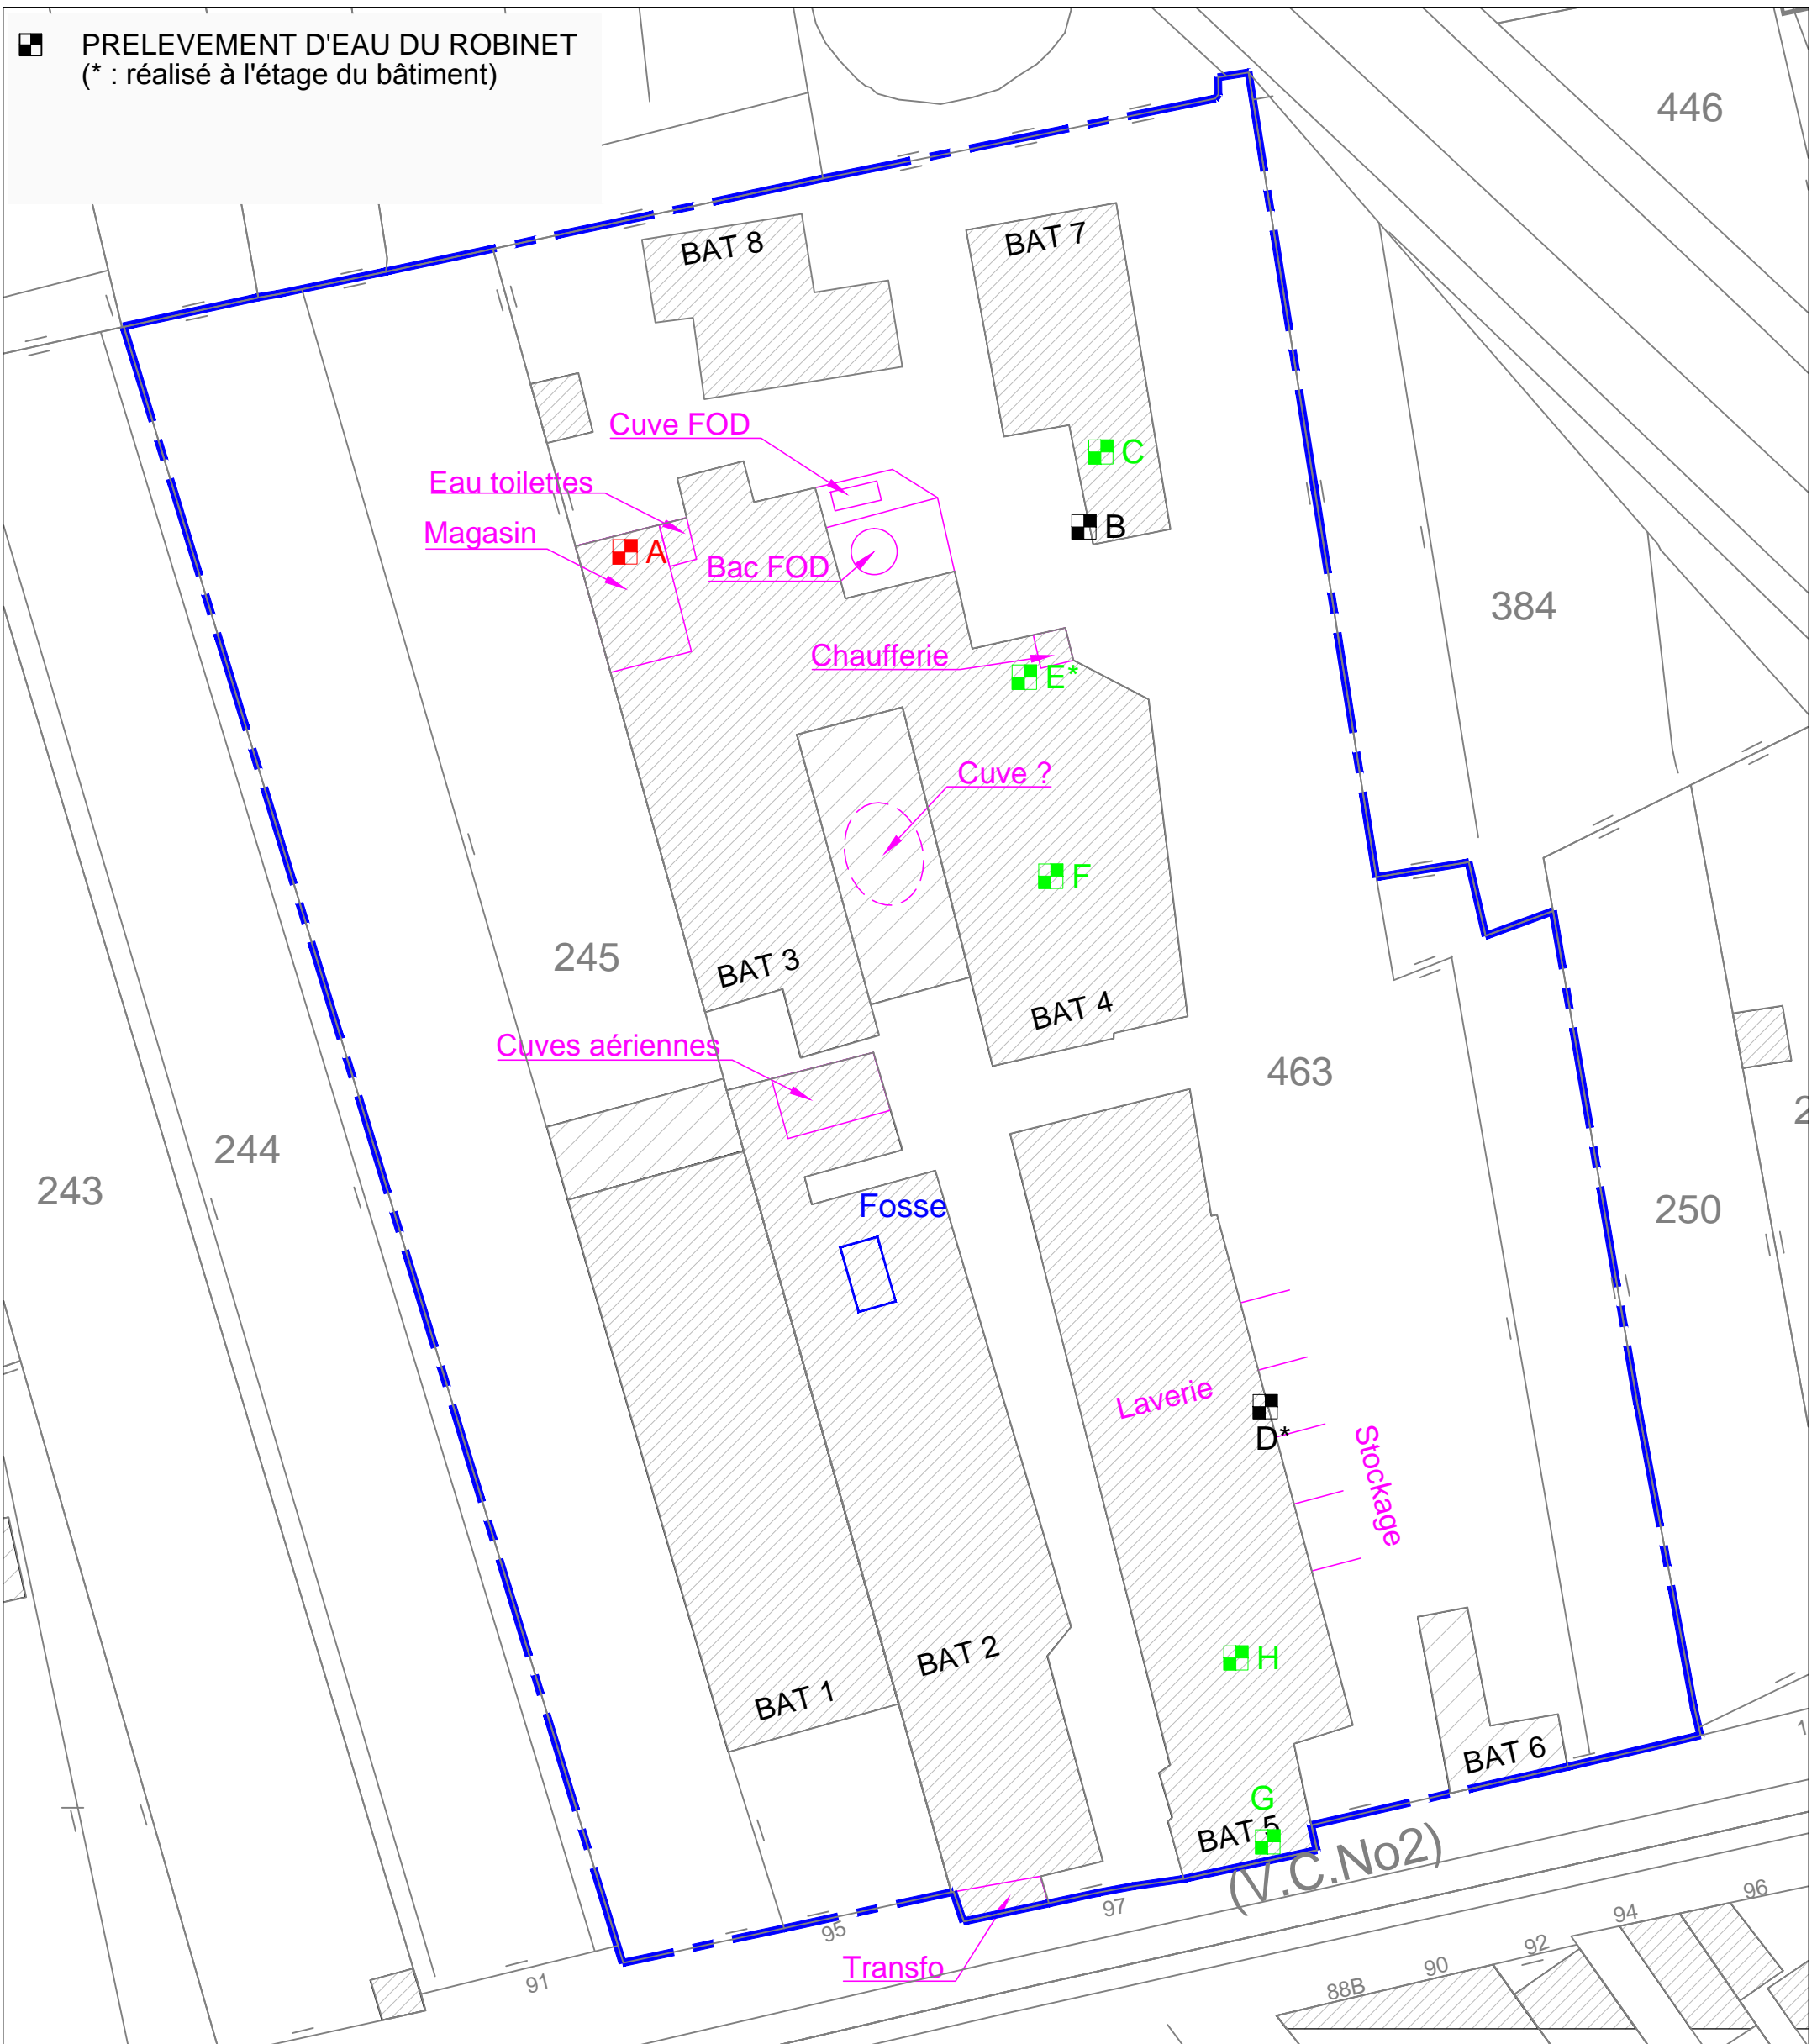 PRELEVEMENT D'EAU DU ROBINET
(* : réalisé à l'étage du bâtiment)
446
BAT 8
BAT 7
Cuve FOD
C
Eau toilettes
Magasin
A
B
Bac FOD
384
Chaufferie
E*
Cuve ?
F
245
BAT 3
BAT 4
Cuves aériennes
463
244
243
Fosse
250
Laverie
D*
Stockage
BAT 2
H
BAT 1
BAT 6
G
BAT 5
(V.C.No2)
97
95
96
94
92
90
88B
Transfo
91